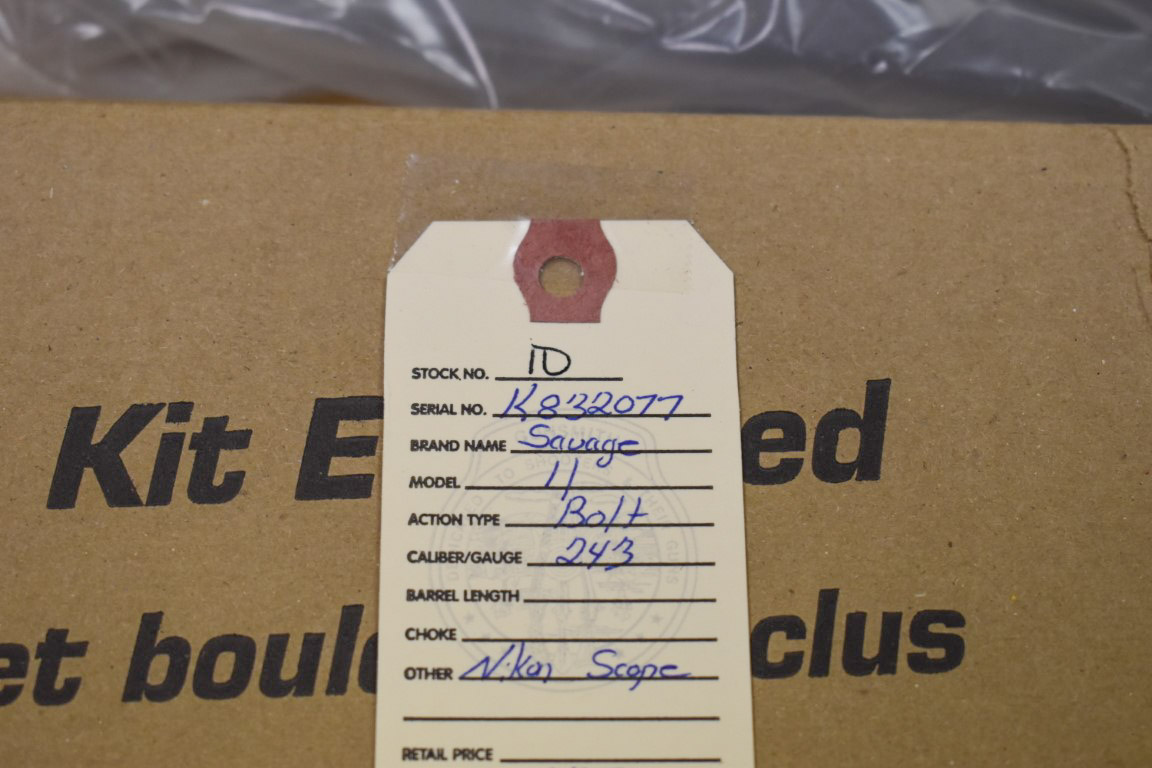 STOCK NO. 10
SERIAL NO. K832077
BRAND NAME Savage
MODEL 11
ACTION TYPE Bolt
CALIBER/GAUGE 243
BARREL LENGTH
CHOKE
OTHER Nikon Scope
RETAIL PRICE
Kit E ed
et boul clus